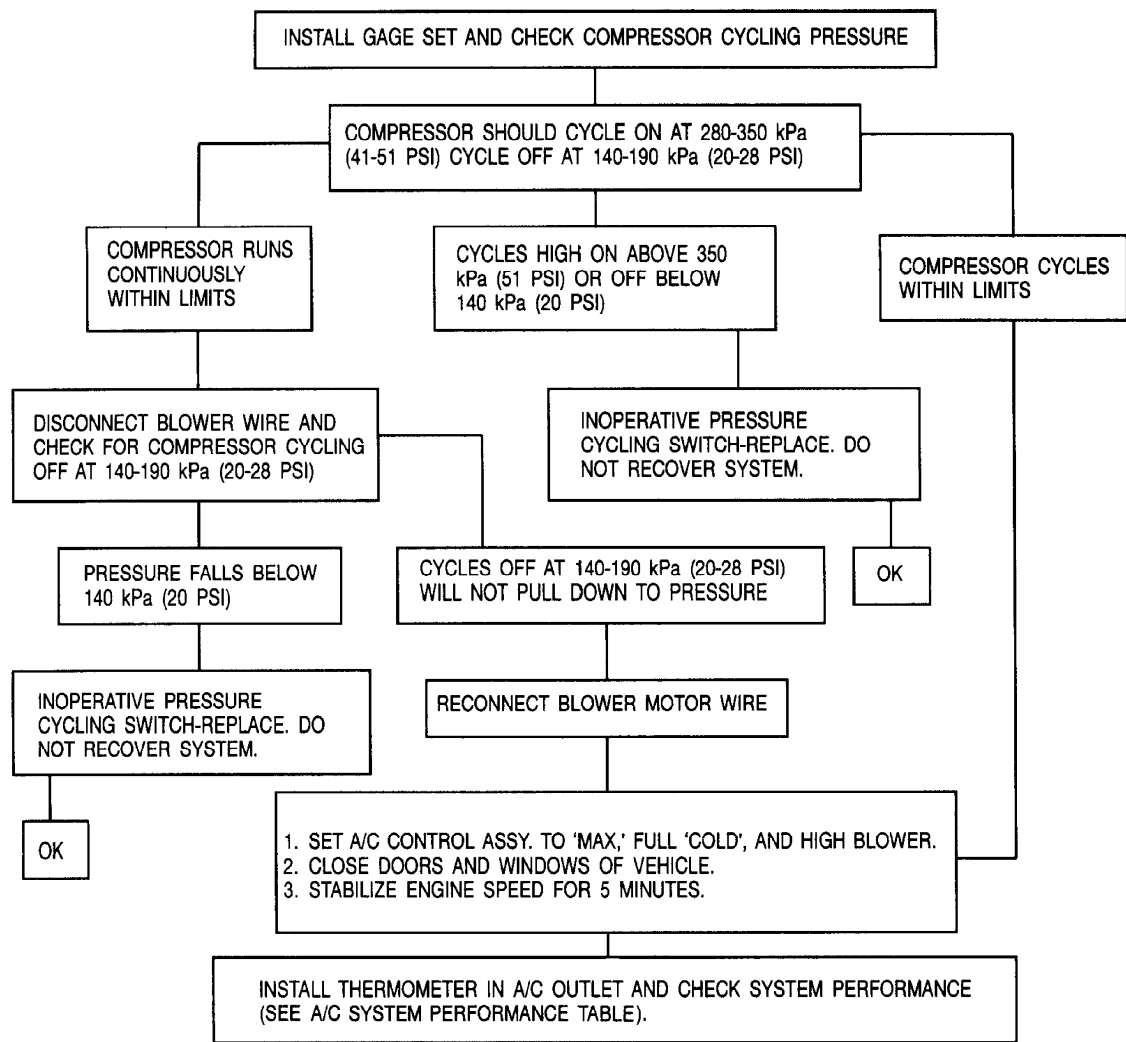 INSTALL GAGE SET AND CHECK COMPRESSOR CYCLING PRESSURE
COMPRESSOR SHOULD CYCLE ON AT 280-350 kPa
(41-51 PSI) CYCLE OFF AT 140-190 kPa (20-28 PSI)
COMPRESSOR RUNS
CONTINUOUSLY
WITHIN LIMITS
CYCLES HIGH ON ABOVE 350
kPa (51 PSI) OR OFF BELOW
140 kPa (20 PSI)
COMPRESSOR CYCLES
WITHIN LIMITS
DISCONNECT BLOWER WIRE AND
CHECK FOR COMPRESSOR CYCLING
OFF AT 140-190 kPa (20-28 PSI)
INOPERATIVE PRESSURE
CYCLING SWITCH-REPLACE. DO
NOT RECOVER SYSTEM.
PRESSURE FALLS BELOW
140 kPa (20 PSI)
CYCLES OFF AT 140-190 kPa (20-28 PSI)
WILL NOT PULL DOWN TO PRESSURE
OK
INOPERATIVE PRESSURE
CYCLING SWITCH-REPLACE. DO
NOT RECOVER SYSTEM.
RECONNECT BLOWER MOTOR WIRE
OK
1. SET A/C CONTROL ASSY. TO ‘MAX,’ FULL ‘COLD’, AND HIGH BLOWER.
2. CLOSE DOORS AND WINDOWS OF VEHICLE.
3. STABILIZE ENGINE SPEED FOR 5 MINUTES.
INSTALL THERMOMETER IN A/C OUTLET AND CHECK SYSTEM PERFORMANCE
(SEE A/C SYSTEM PERFORMANCE TABLE).